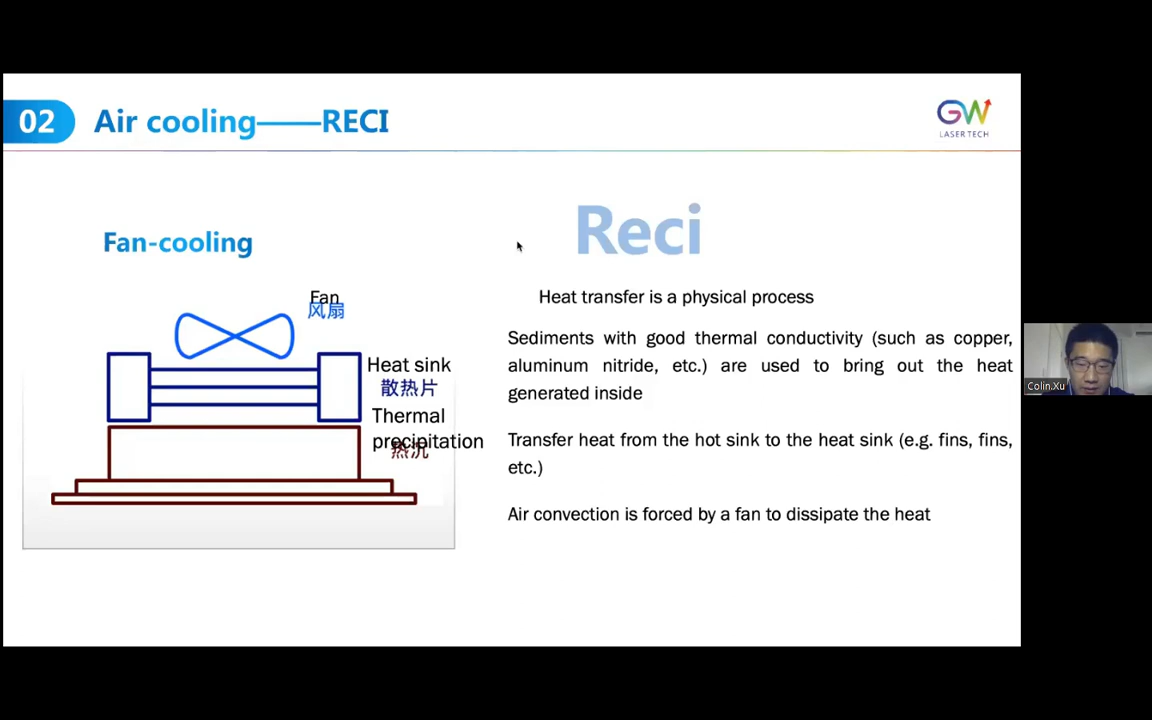 02
Air cooling——RECI
GW
LASER TECH
Fan-cooling
Reci
Fan
风扇
Heat sink
散热片
Thermal
precipitation
热沉
Heat transfer is a physical process
Sediments with good thermal conductivity (such as copper,
aluminum nitride, etc.) are used to bring out the heat
generated inside
Transfer heat from the hot sink to the heat sink (e.g. fins, fins,
etc.)
Air convection is forced by a fan to dissipate the heat
Colin.Xu